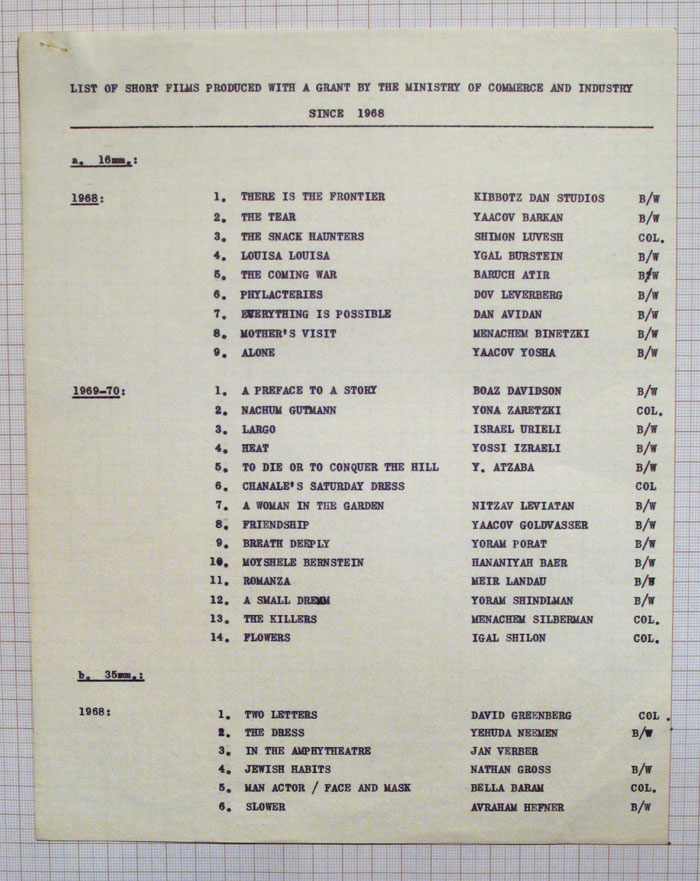 LIST OF SHORT FILMS PRODUCED WITH A GRANT BY THE MINISTRY OF COMMERCE AND INDUSTRY
SINCE 1968
a. 16mm.:
1968: 1. THERE IS THE FRONTIER KIBBOTZ DAN STUDIOS B/W
2. THE TEAR YAACOV BARKAN B/W
3. THE SNACK HAUNTERS SHIMON LUVESH COL.
4. LOUISA LOUISA YGAL BURSTEIN B/W
5. THE COMING WAR BARUCH ATIR B/W
6. PHYLACTERIES DOV LEVERBERG B/W
7. EVERYTHING IS POSSIBLE DAN AVIDAN B/W
8. MOTHER'S VISIT MENACHEM BINETZKI B/W
9. ALONE YAACOV YOSHA B/W
1969-70: 1. A PREFACE TO A STORY BOAZ DAVIDSON B/W
2. NACHUM GUTMANN YONA ZARETZKI COL.
3. LARGO ISRAEL URIELI B/W
4. HEAT YOSSI IZRAELI B/W
5. TO DIE OR TO CONQUER THE HILL Y. ATZABA B/W
6. CHANALE'S SATURDAY DRESS COL
7. A WOMAN IN THE GARDEN NITZAV LEVIATAN B/W
8. FRIENDSHIP YAACOV GOLDVASSER B/W
9. BREATH DEEPLY YORAM PORAT B/W
10. MOYSHELE BERNSTEIN HANANIYAH BAER B/W
11. ROMANZA MEIR LANDAU B/W
12. A SMALL DREMM YORAM SHINDLMAN B/W
13. THE KILLERS MENACHEM SILBERMAN COL.
14. FLOWERS IGAL SHILON COL.
b. 35mm.:
1968: 1. TWO LETTERS DAVID GREENBERG COL .
2. THE DRESS YEHUDA NEEMEN B/W
3. IN THE AMPHYTHEATRE JAN VERBER
4. JEWISH HABITS NATHAN GROSS B/W
5. MAN ACTOR / FACE AND MASK BELLA BARAM COL.
6. SLOWER AVRAHAM HEFNER B/W